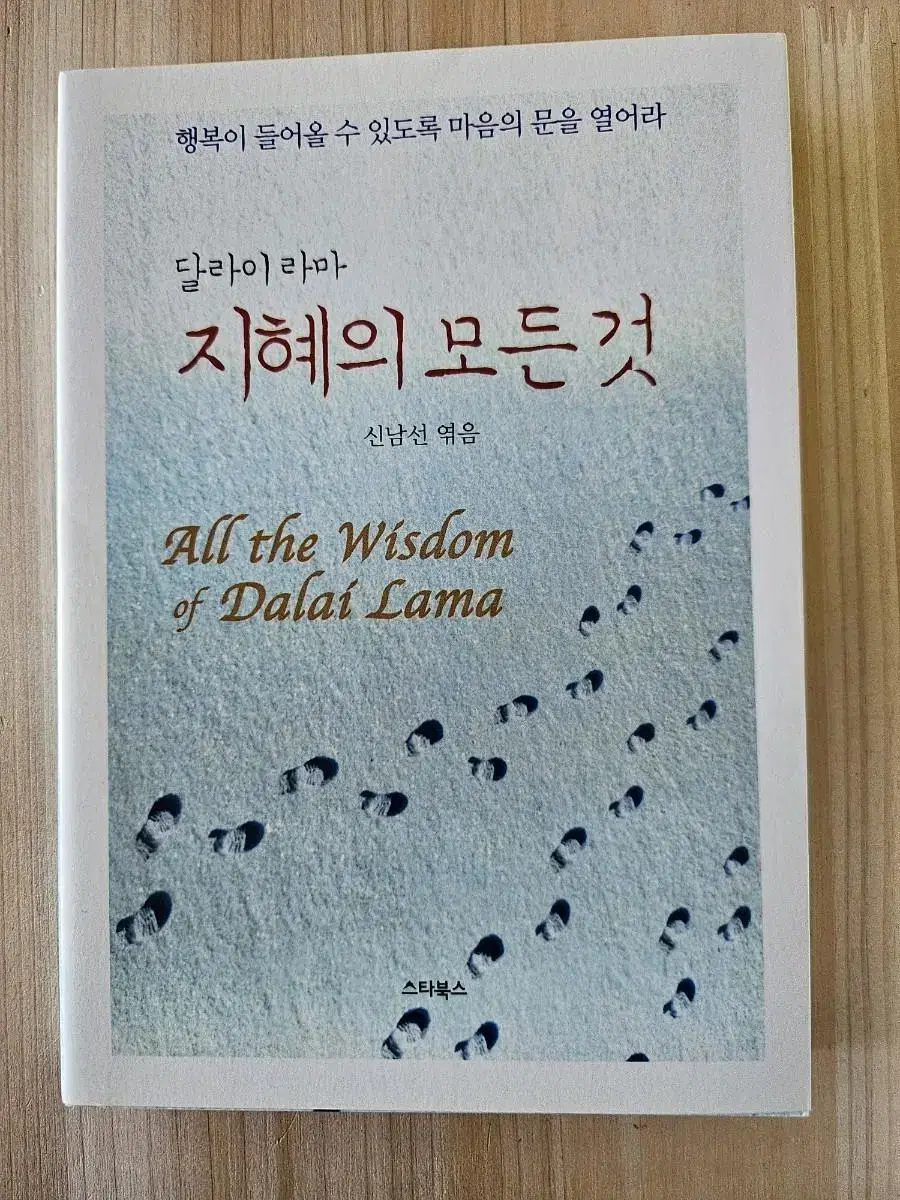 행복이 들어올 수 있도록 마음의 문을 열어라
달라이 라마
지혜의 모든 것
신남선 엮음
All the Wisdom
of Dalai Lama
스타북스